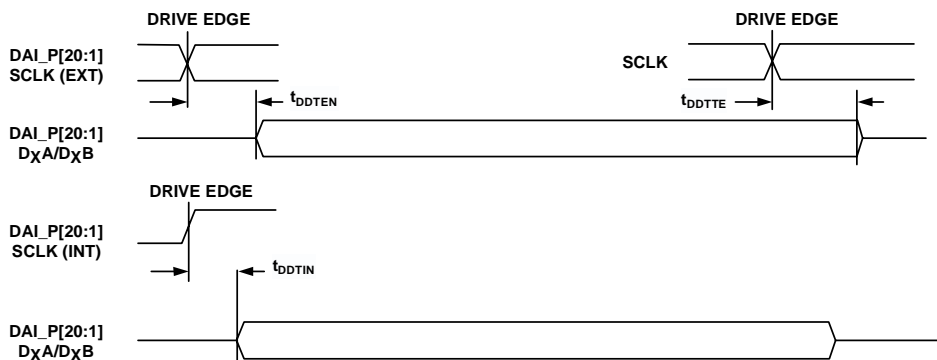 DRIVE EDGE
DRIVE EDGE
DAI_P[20:1]
SCLK (EXT)
SCLK
tDDTEN
tDDTTE
DAI_P[20:1]
DXA/DXB
DRIVE EDGE
DAI_P[20:1]
SCLK (INT)
tDDTIN
DAI_P[20:1]
DXA/DXB